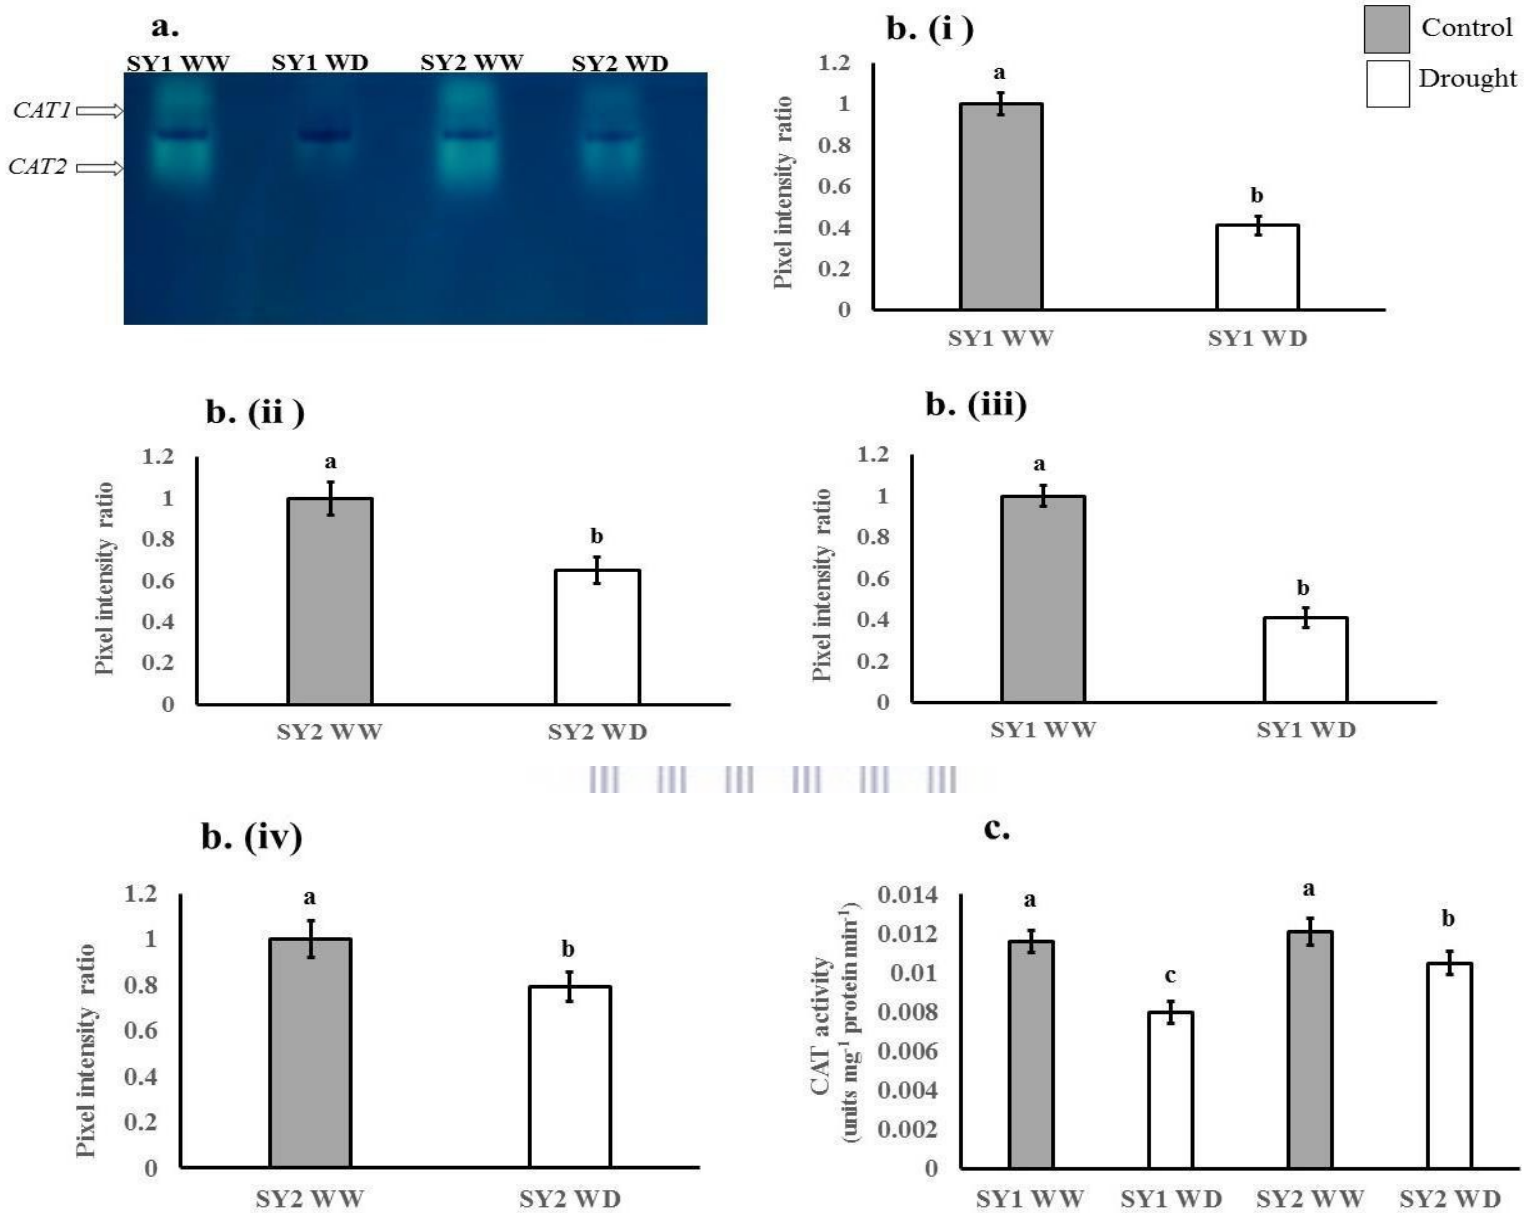 a.
SY1 WW SY1 WD SY2 WW SY2 WD
CAT1
CAT2
b. (i )
Control
Drought
1.2
1
0.8
0.6
0.4
0.2
0
Pixel intensity ratio
a
b
SY1 WW SY1 WD
b. (ii )
1.2
1
0.8
0.6
0.4
0.2
0
Pixel intensity ratio
a
b
SY2 WW SY2 WD
b. (iii)
1.2
1
0.8
0.6
0.4
0.2
0
Pixel intensity ratio
a
b
SY1 WW SY1 WD
b. (iv)
1.2
1
0.8
0.6
0.4
0.2
0
Pixel intensity ratio
a
b
SY2 WW SY2 WD
c.
0.014
0.012
0.01
0.008
0.006
0.004
0.002
0
CAT activity
(units mg⁻¹ protein min⁻¹)
a
c
a
b
SY1 WW SY1 WD SY2 WW SY2 WD